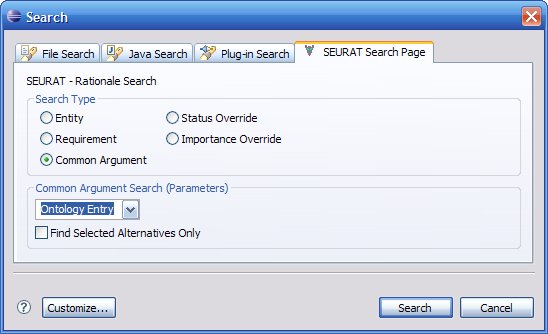 Search
File Search
Java Search
Plug-in Search
SEURAT Search Page
SEURAT - Rationale Search
Search Type
Entity
Status Override
Requirement
Importance Override
Common Argument
Common Argument Search (Parameters)
Ontology Entry
Find Selected Alternatives Only
?
Customize...
Search
Cancel